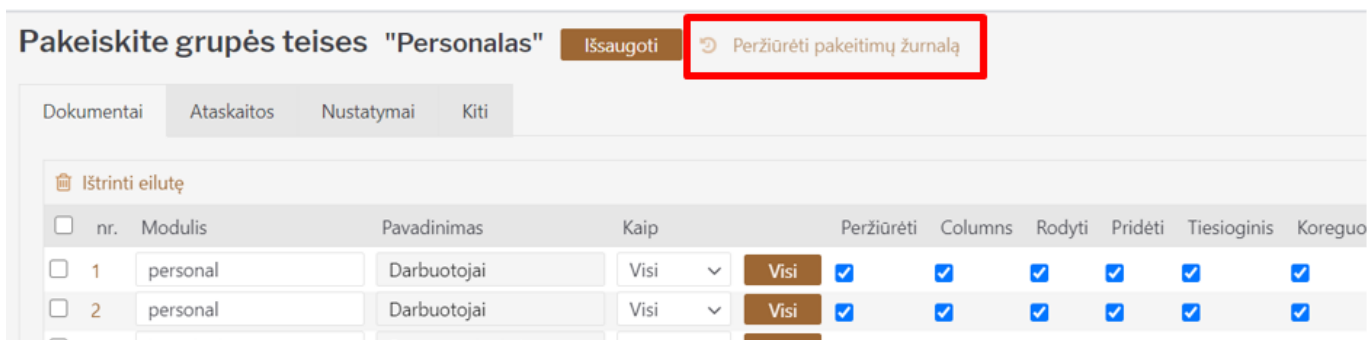 Pakeiskite grupės teises "Personalas" Išsaugoti Peržiūrėti pakeitimų žurnalą
Dokumentai Ataskaitos Nustatymai Kiti
Ištrinti eilutę
nr. Modulis Pavadinimas Kaip Peržiūrėti Columns Rodyti Pridėti Tiesioginis Koreguo
1 personal Darbuotojai Visi Visi
2 personal Darbuotojai Visi Visi